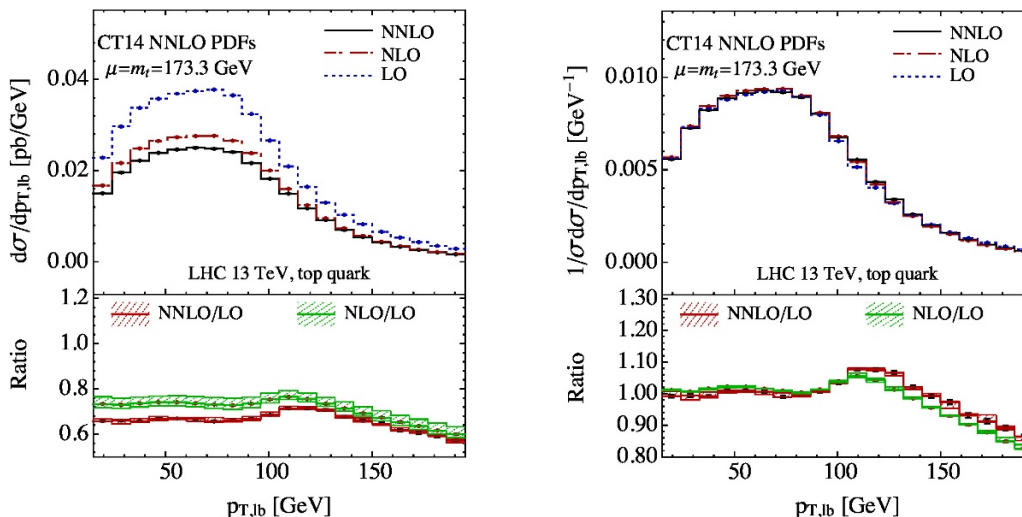 CT14 NNLO PDFs
μ=mₜ=173.3 GeV
NNLO
NLO
LO
dσ/dp_T,lb [pb/GeV]
0.04
0.02
0.00
LHC 13 TeV, top quark
NNLO/LO
NLO/LO
Ratio
1.2
1.0
0.8
0.6
50
100
150
p_T,lb [GeV]
CT14 NNLO PDFs
μ=mₜ=173.3 GeV
NNLO
NLO
LO
1/σdσ/dp_T,lb [GeV⁻¹]
0.010
0.005
0.000
LHC 13 TeV, top quark
NNLO/LO
NLO/LO
Ratio
1.30
1.20
1.10
1.00
0.90
0.80
50
100
150
p_T,lb [GeV]